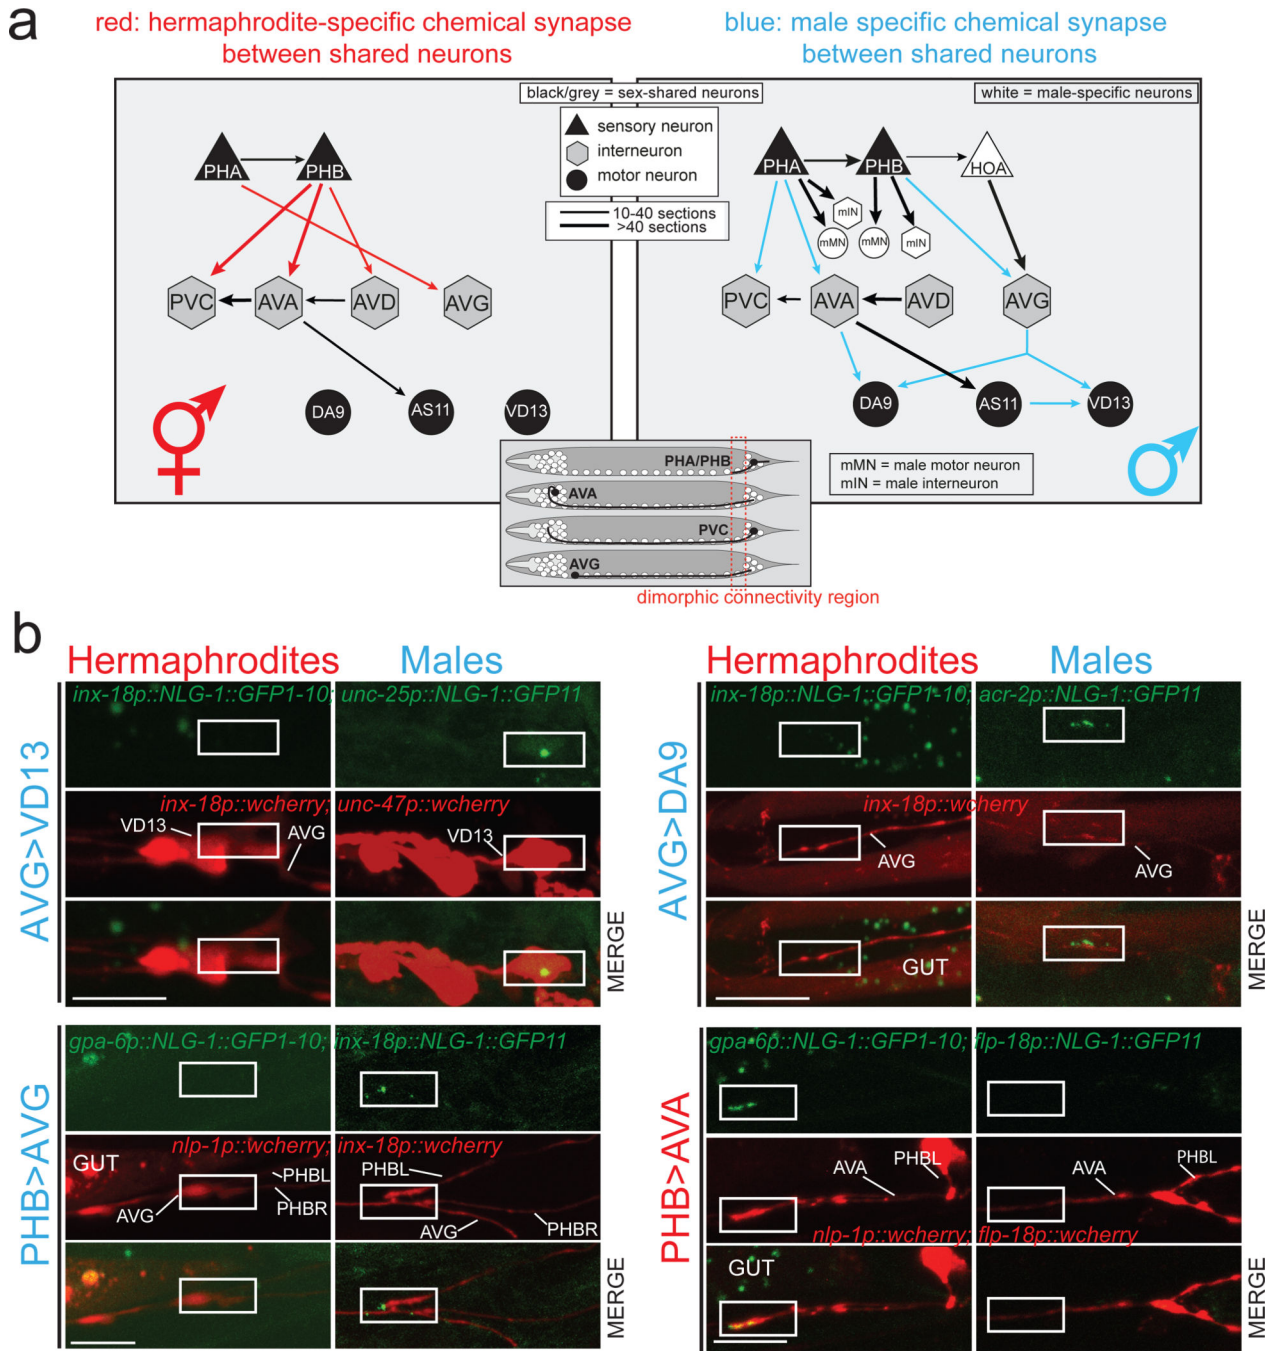 a
red: hermaphrodite-specific chemical synapse
between shared neurons
blue: male specific chemical synapse
between shared neurons
black/grey = sex-shared neurons
white = male-specific neurons
sensory neuron
interneuron
motor neuron
10-40 sections
>40 sections
PHA
PHB
PVC
AVA
AVD
AVG
DA9
AS11
VD13
PHA
PHB
HOA
mIN
mMN
mMN
mIN
PVC
AVA
AVD
AVG
DA9
AS11
VD13
mMN = male motor neuron
mIN = male interneuron
PHA/PHB
AVA
PVC
AVG
dimorphic connectivity region
b
Hermaphrodites
Males
AVG>VD13
inx-18p::NLG-1::GFP1-10; unc-25p::NLG-1::GFP11
inx-18p::wcherry; unc-47p::wcherry
VD13
AVG
VD13
MERGE
Hermaphrodites
Males
AVG>DA9
inx-18p::NLG-1::GFP1-10; acr-2p::NLG-1::GFP11
inx-18p::wcherry
AVG
AVG
GUT
MERGE
PHB>AVG
gpa-6p::NLG-1::GFP1-10; inx-18p::NLG-1::GFP11
nlp-1p::wcherry; inx-18p::wcherry
GUT
PHBL
PHBR
AVG
PHBL
AVG
PHBR
MERGE
PHB>AVA
gpa-6p::NLG-1::GFP1-10; flp-18p::NLG-1::GFP11
AVA
PHBL
AVA
PHBL
nlp-1p::wcherry; flp-18p::wcherry
GUT
MERGE